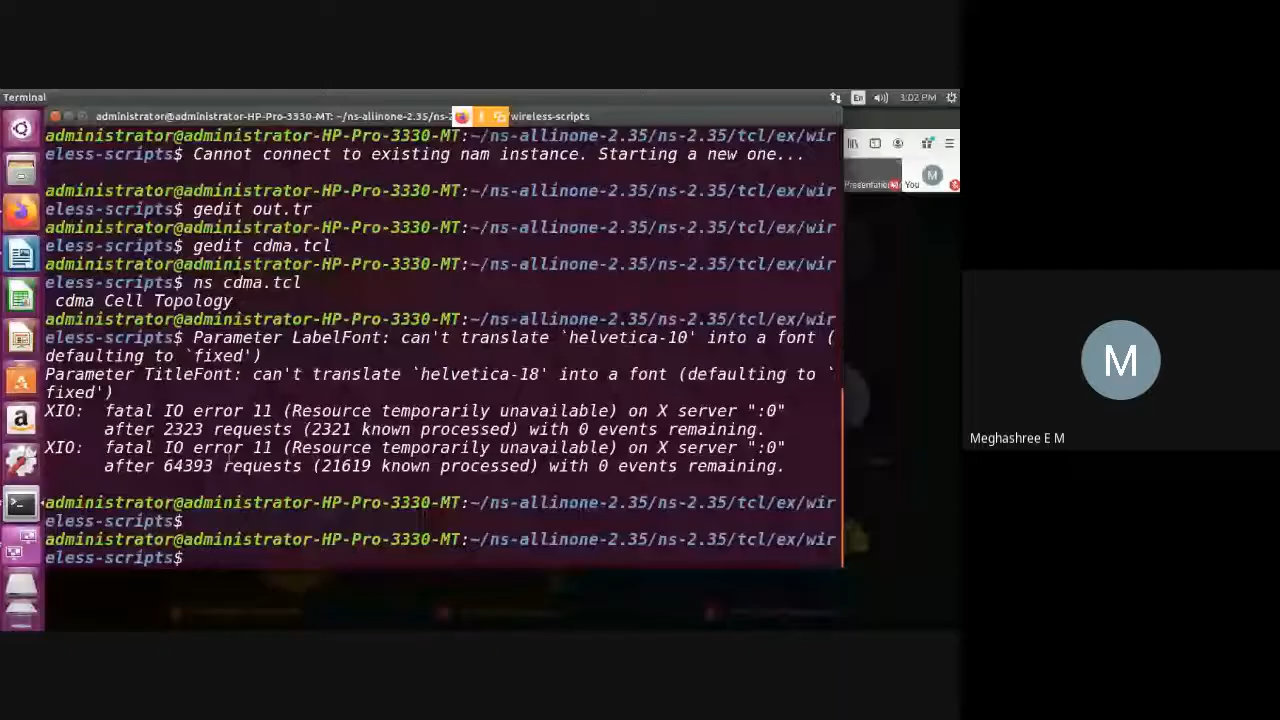 Terminal
En
3:02 PM
administrator@administrator-HP-Pro-3330-MT: ~/ns-allinone-2.35/ns-2
wireless-scripts
administrator@administrator-HP-Pro-3330-MT:~/ns-allinone-2.35/ns-2.35/tcl/ex/wir
eless-scripts$ Cannot connect to existing nam instance. Starting a new one...
administrator@administrator-HP-Pro-3330-MT:~/ns-allinone-2.35/ns-2.35/tcl/ex/wir
eless-scripts$ gedit out.tr
administrator@administrator-HP-Pro-3330-MT:~/ns-allinone-2.35/ns-2.35/tcl/ex/wir
eless-scripts$ gedit cdma.tcl
administrator@administrator-HP-Pro-3330-MT:~/ns-allinone-2.35/ns-2.35/tcl/ex/wir
eless-scripts$ ns cdma.tcl
cdma Cell Topology
administrator@administrator-HP-Pro-3330-MT:~/ns-allinone-2.35/ns-2.35/tcl/ex/wir
eless-scripts$ Parameter LabelFont: can't translate `helvetica-10' into a font (
defaulting to `fixed')
Parameter TitleFont: can't translate `helvetica-18' into a font (defaulting to `
fixed')
XIO:  fatal IO error 11 (Resource temporarily unavailable) on X server ":0"
      after 2323 requests (2321 known processed) with 0 events remaining.
XIO:  fatal IO error 11 (Resource temporarily unavailable) on X server ":0"
      after 64393 requests (21619 known processed) with 0 events remaining.
administrator@administrator-HP-Pro-3330-MT:~/ns-allinone-2.35/ns-2.35/tcl/ex/wir
eless-scripts$
administrator@administrator-HP-Pro-3330-MT:~/ns-allinone-2.35/ns-2.35/tcl/ex/wir
eless-scripts$
You
M
M
Meghashree E M